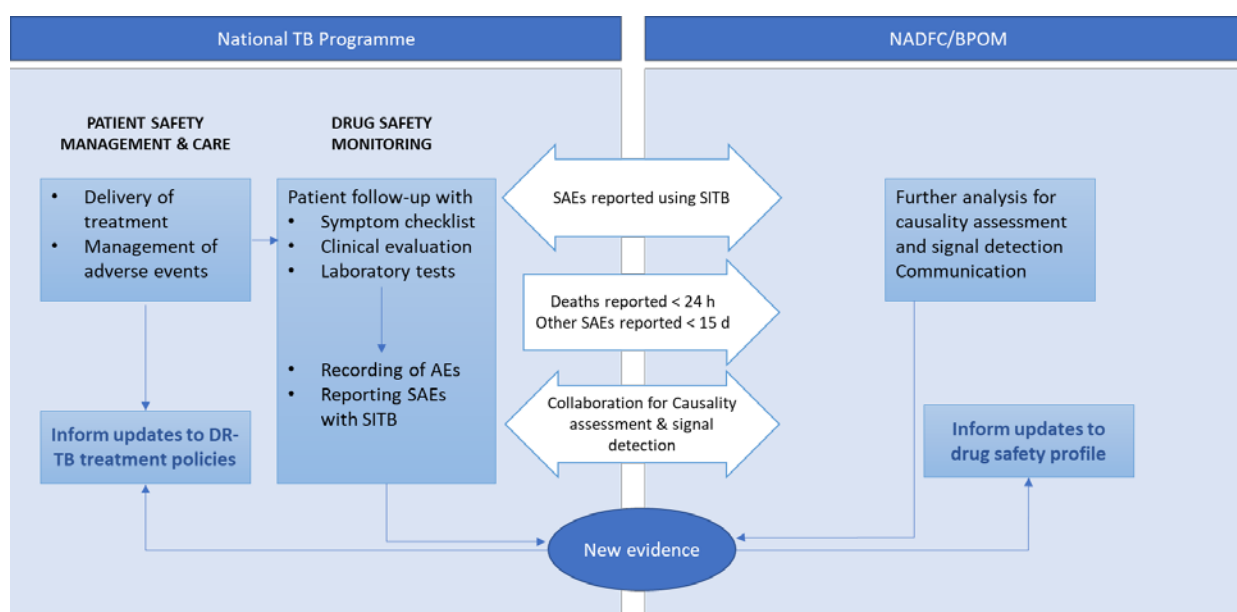 National TB Programme
NADFC/BPOM
PATIENT SAFETY
MANAGEMENT & CARE
• Delivery of
treatment
• Management of
adverse events
Inform updates to DR-
TB treatment policies
DRUG SAFETY
MONITORING
Patient follow-up with
• Symptom checklist
• Clinical evaluation
• Laboratory tests
• Recording of AEs
• Reporting SAEs
with SITB
SAEs reported using SITB
Deaths reported < 24 h
Other SAEs reported < 15 d
Collaboration for Causality
assessment & signal
detection
Further analysis for
causality assessment
and signal detection
Communication
Inform updates to
drug safety profile
New evidence